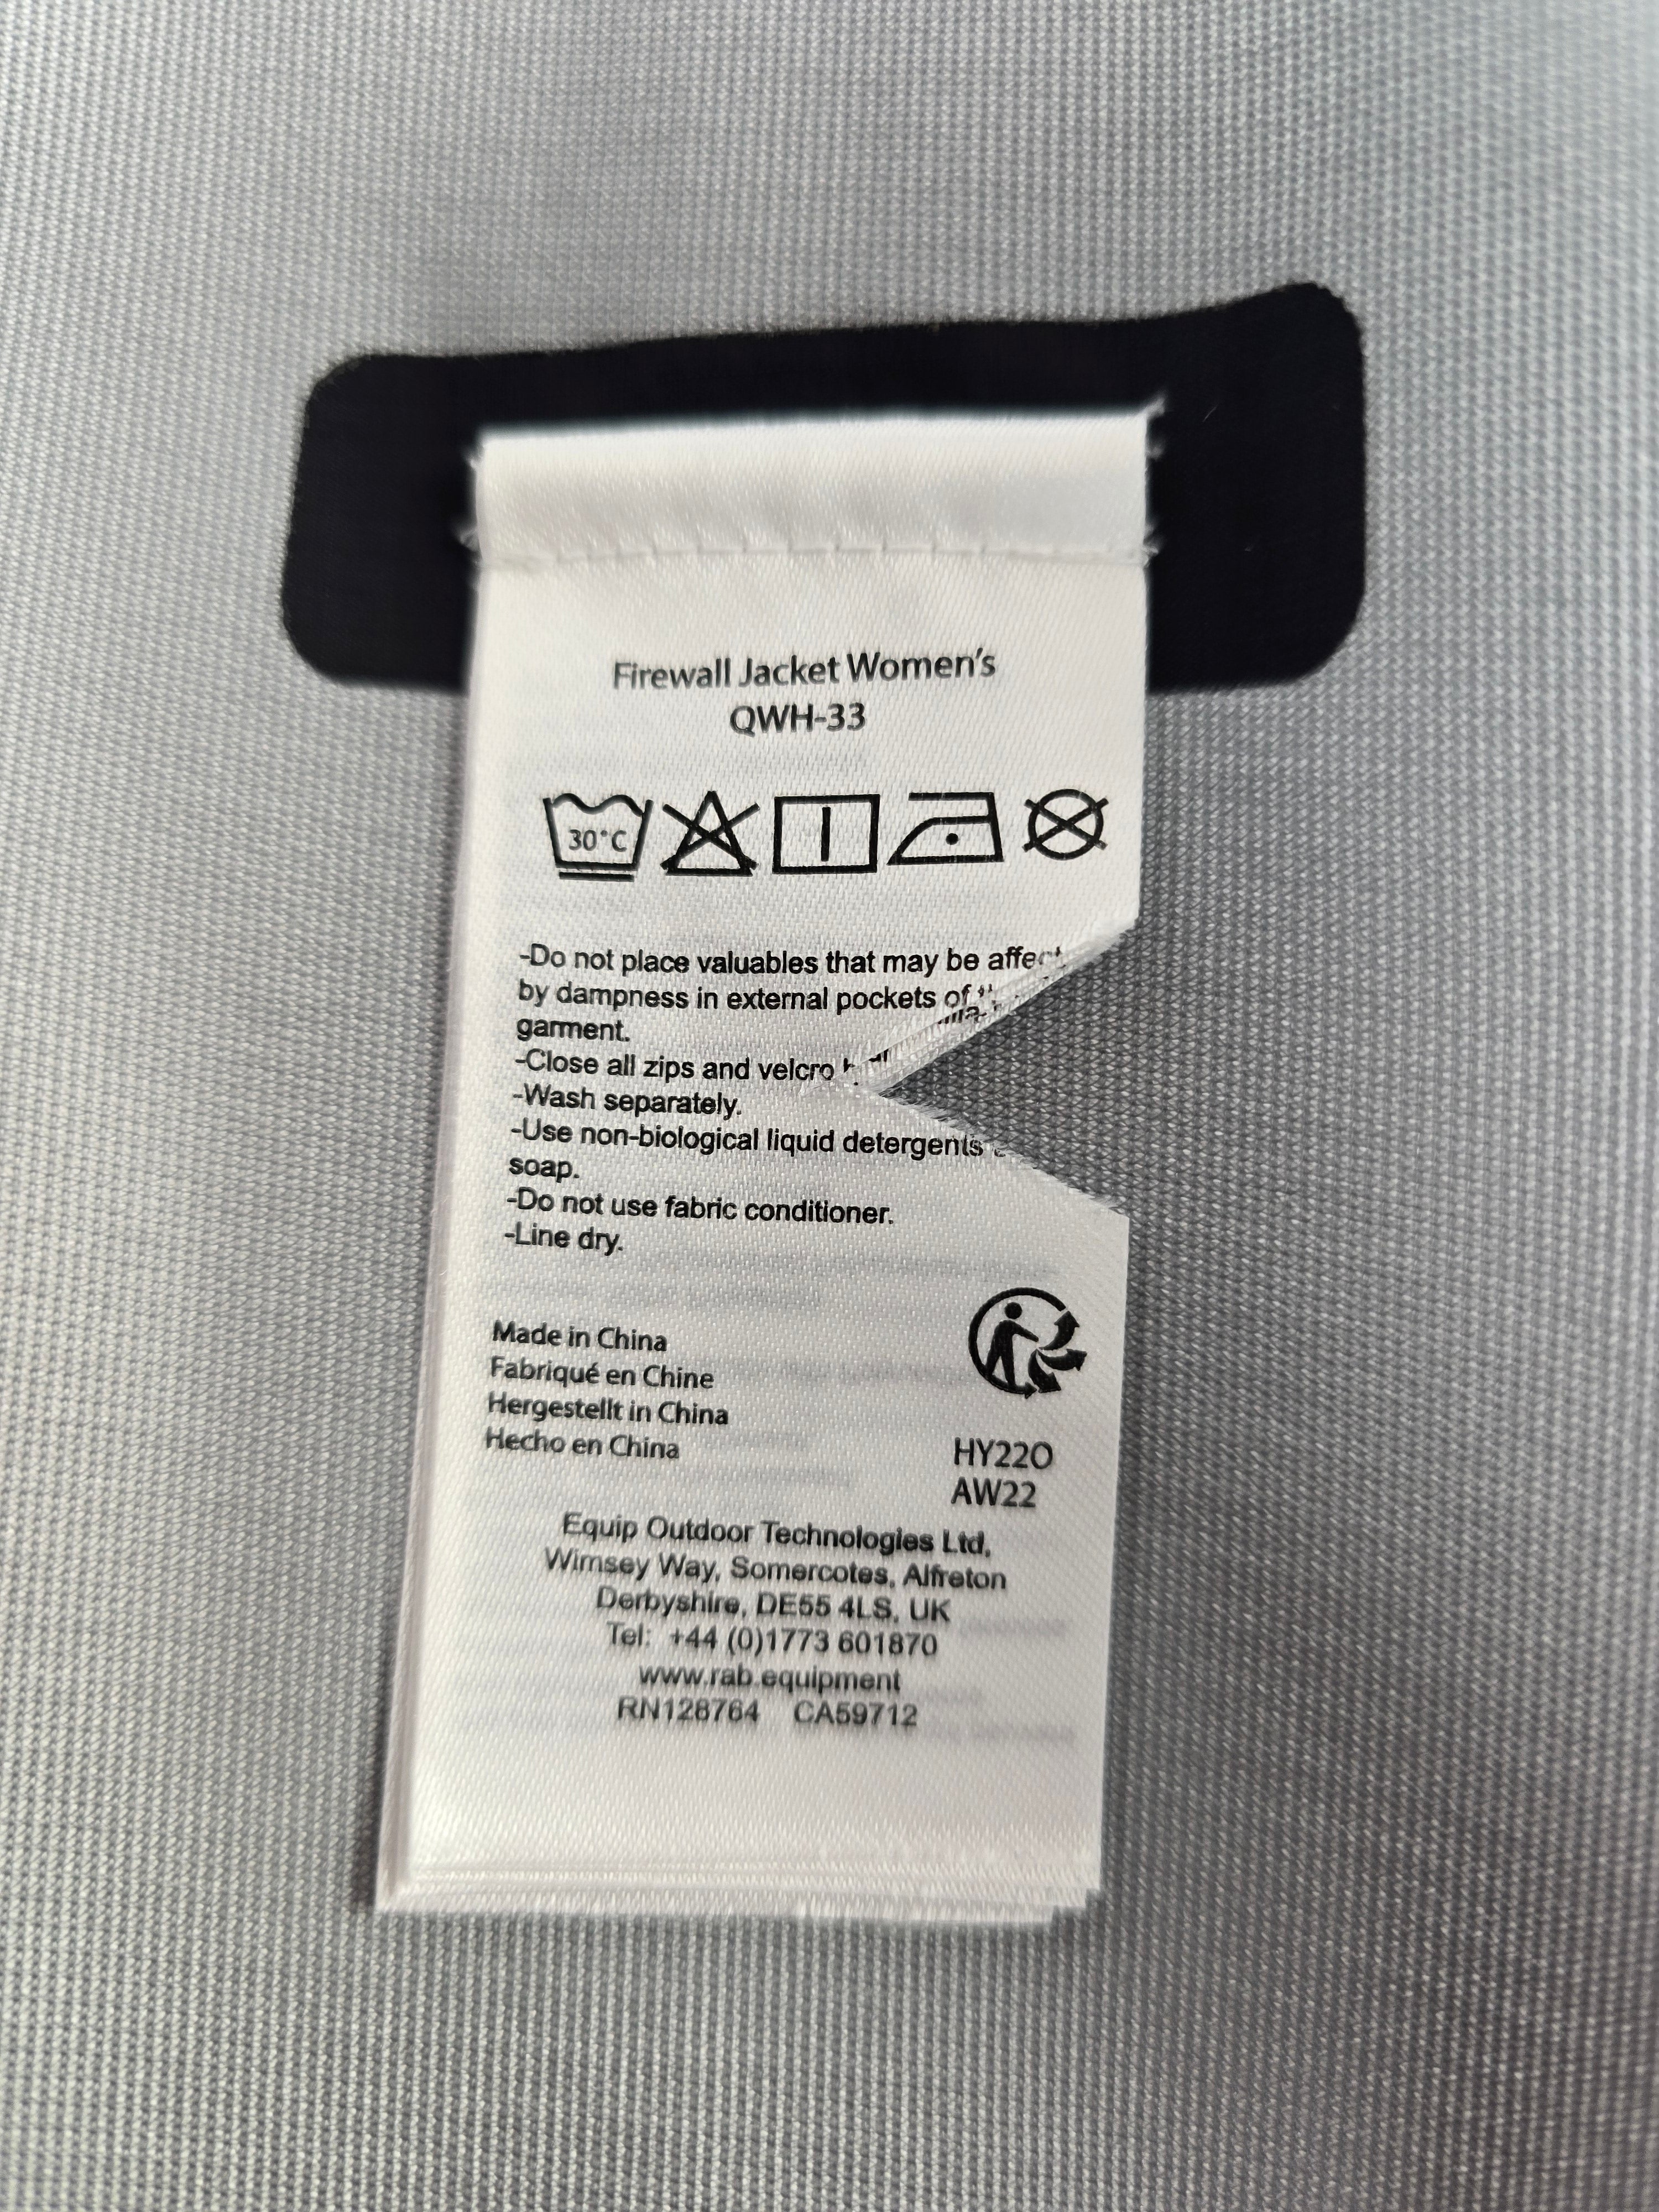 Firewall Jacket Women's
QWH-33
30°C
-Do not place valuables that may be
by dampness in external pockets of
garment.
-Close all zips and velcro
-Wash separately.
-Use non-biological liquid detergents
soap.
-Do not use fabric conditioner.
-Line dry.
Made in China
Fabriqué en Chine
Hergestellt in China
Hecho en China
HY22O
AW22
Equip Outdoor Technologies Ltd,
Wimsey Way, Somercotes, Alfreton
Derbyshire, DE55 4LS, UK
Tel: +44 (0)1773 601870
www.rab.equipment
RN128764 CA59712